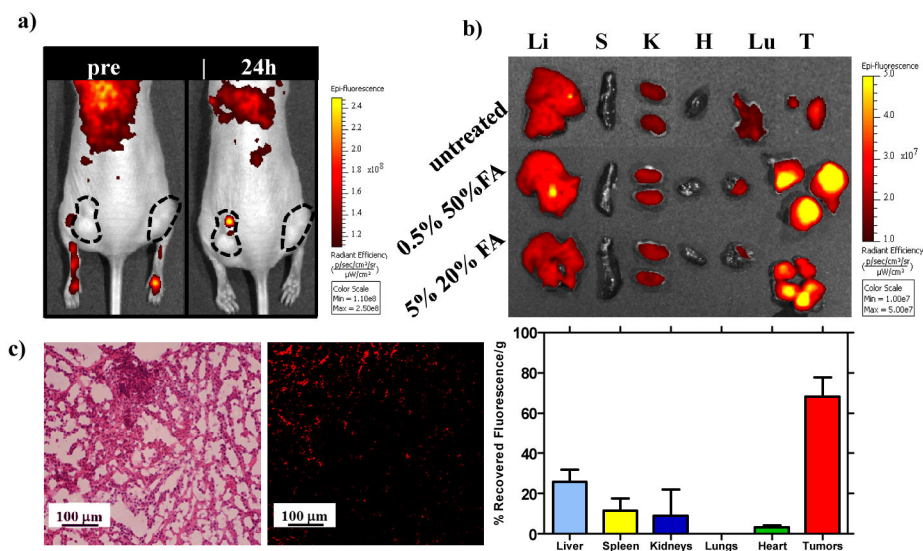 a)
pre | 24h
Epi-fluorescence
2.4
2.2
2.0
1.8
x10⁸
1.6
1.4
1.2
Radiant Efficiency
(p/sec/cm²/sr / µW/cm²)
Color Scale
Min = 1.10e8
Max = 2.50e8
b)
Li S K H Lu T
untreated
0.5% 50%FA
5% 20% FA
Epi-fluorescence
5.0
4.0
3.0
x10⁷
2.0
1.0
Radiant Efficiency
(p/sec/cm²/sr / µW/cm²)
Color Scale
Min = 1.00e7
Max = 5.00e7
c)
100 µm
100 µm
% Recovered Fluorescence/g
100
80
60
40
20
0
Liver Spleen Kidneys Lungs Heart Tumors